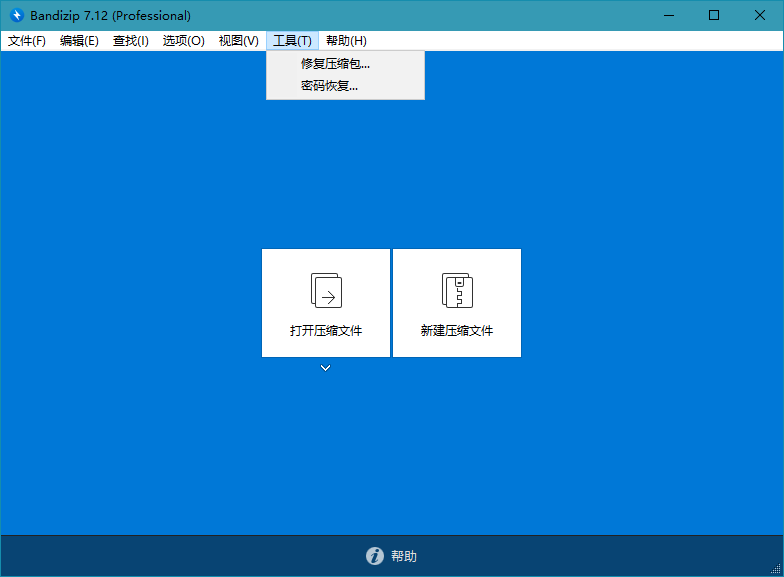 Bandizip 7.12 (Professional)
文件(F) 编辑(E) 查找(I) 选项(O) 视图(V) 工具(T) 帮助(H)
修复压缩包...
密码恢复...
打开压缩文件 新建压缩文件
帮助